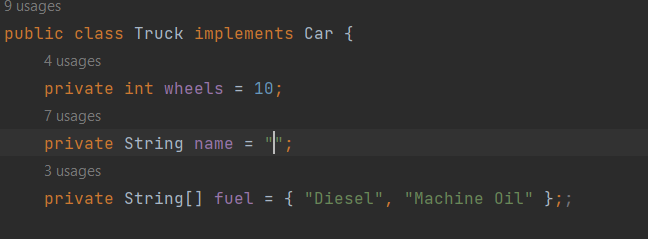 9 usages
public class Truck implements Car {
4 usages
private int wheels = 10;
7 usages
private String name = "";
3 usages
private String[] fuel = { "Diesel", "Machine Oil" };;